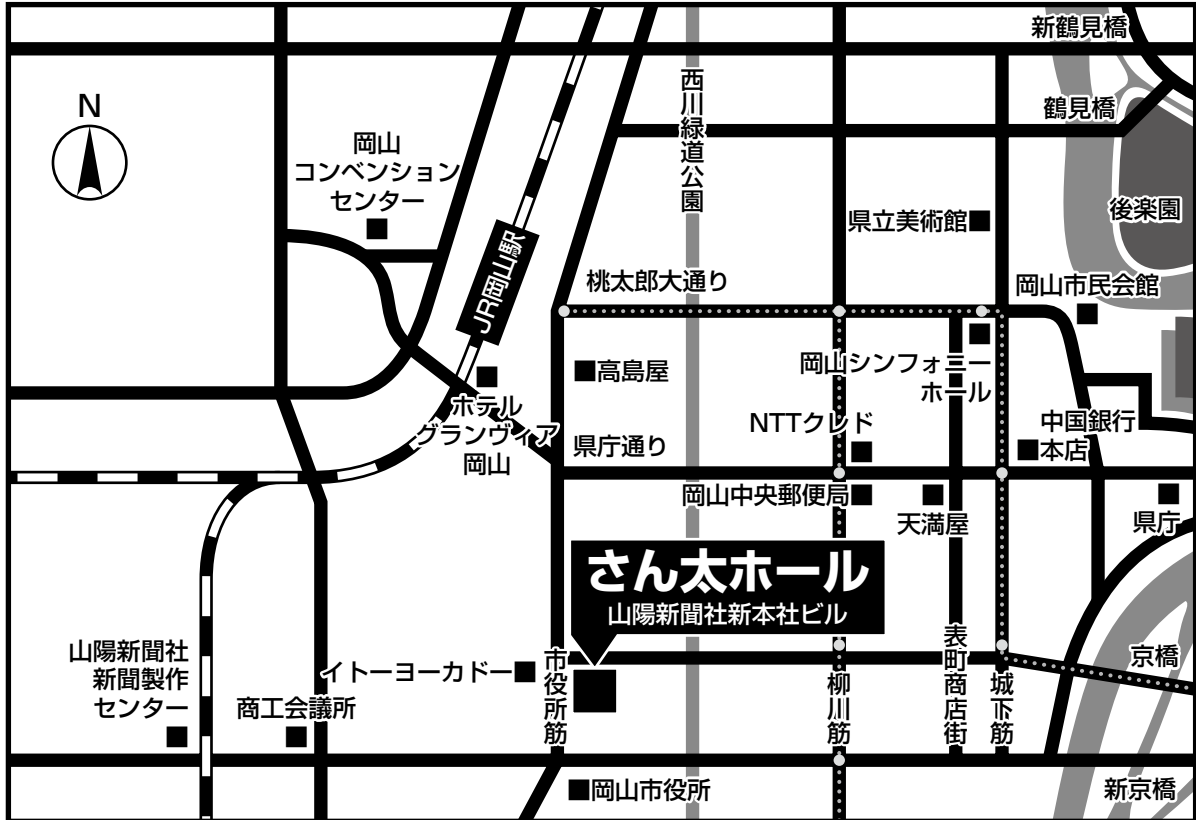 新鶴見橋
N
鶴見橋
西川緑道公園
岡山
コンベンション
センター
県立美術館
後楽園
JR岡山駅
桃太郎大通り
岡山市民会館
高島屋
岡山シンフォニー
ホール
ホテル
グランヴィア
岡山
NTTクレド
中国銀行
本店
県庁通り
岡山中央郵便局
天満屋
県庁
さん太ホール
山陽新聞社新本社ビル
山陽新聞社
新聞製作
センター
商工会議所
イトーヨーカドー
市役所筋
柳川筋
表町商店街
城下筋
京橋
岡山市役所
新京橋